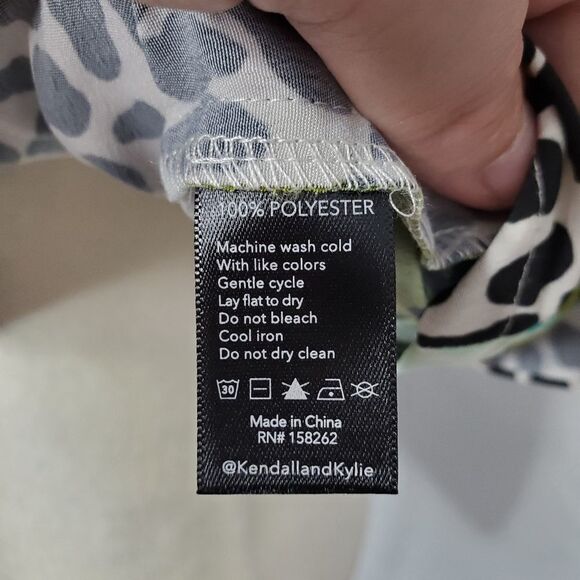 100% POLYESTER
Machine wash cold
With like colors
Gentle cycle
Lay flat to dry
Do not bleach
Cool iron
Do not dry clean
30
Made in China
RN# 158262
@KendallandKylie